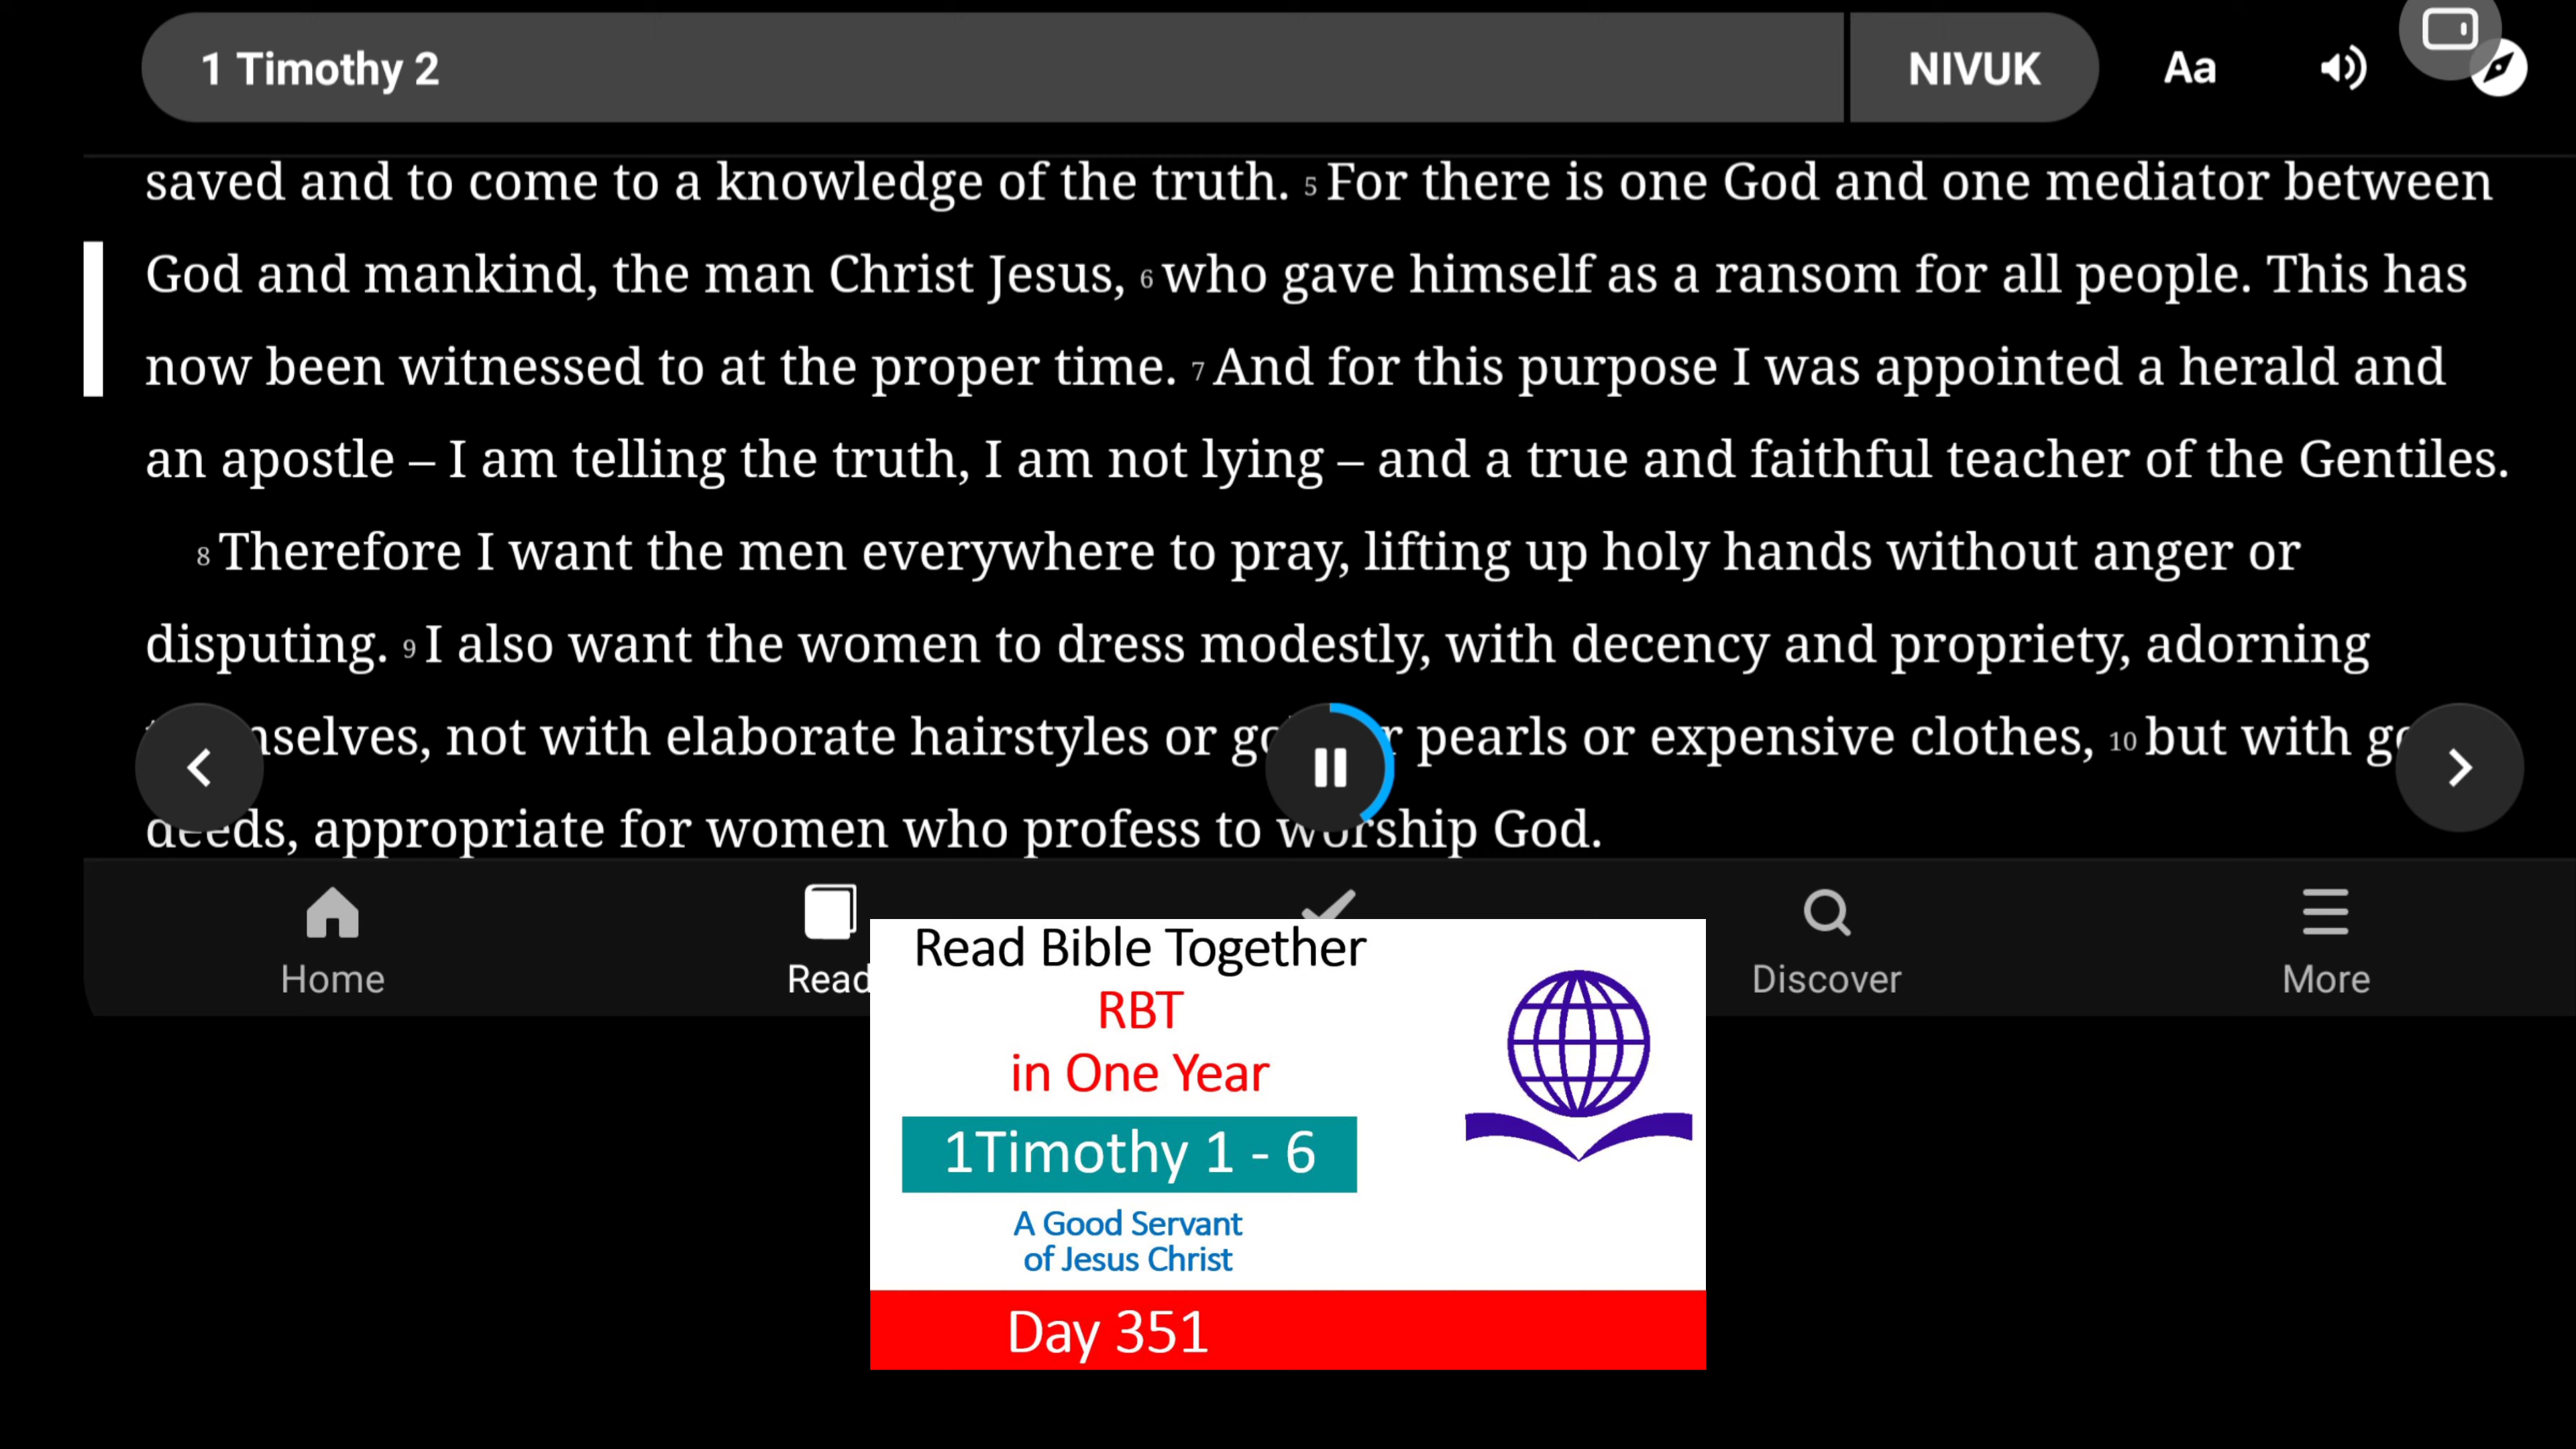 1 Timothy 2
NIVUK
Aa
saved and to come to a knowledge of the truth. 5 For there is one God and one mediator between
God and mankind, the man Christ Jesus, 6 who gave himself as a ransom for all people. This has
now been witnessed to at the proper time. 7 And for this purpose I was appointed a herald and
an apostle – I am telling the truth, I am not lying – and a true and faithful teacher of the Gentiles.
8 Therefore I want the men everywhere to pray, lifting up holy hands without anger or
disputing. 9 I also want the women to dress modestly, with decency and propriety, adorning
not with elaborate hairstyles or pearls or expensive clothes, 10 but with
deeds, appropriate for women who profess to worship God.
Home
Read
Discover
More
Read Bible Together
RBT
in One Year
1Timothy 1 - 6
A Good Servant
of Jesus Christ
Day 351